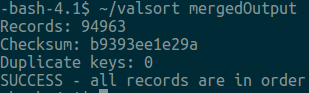 -bash-4.1$ ~/valsort mergedOutput
Records: 94963
Checksum: b9393ee1e29a
Duplicate keys: 0
SUCCESS - all records are in order